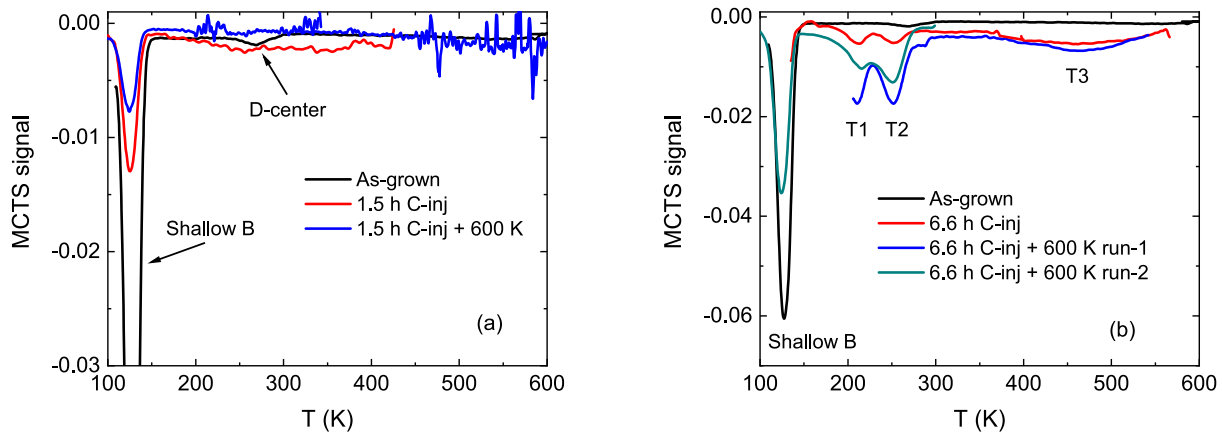 0.00
-0.01
-0.02
-0.03
MCTS signal
D-center
As-grown
1.5 h C-inj
1.5 h C-inj + 600 K
Shallow B
(a)
100 200 300 400 500 600
T (K)
0.00
-0.02
-0.04
-0.06
MCTS signal
T1 T2
T3
As-grown
6.6 h C-inj
6.6 h C-inj + 600 K run-1
6.6 h C-inj + 600 K run-2
Shallow B
(b)
100 200 300 400 500 600
T (K)